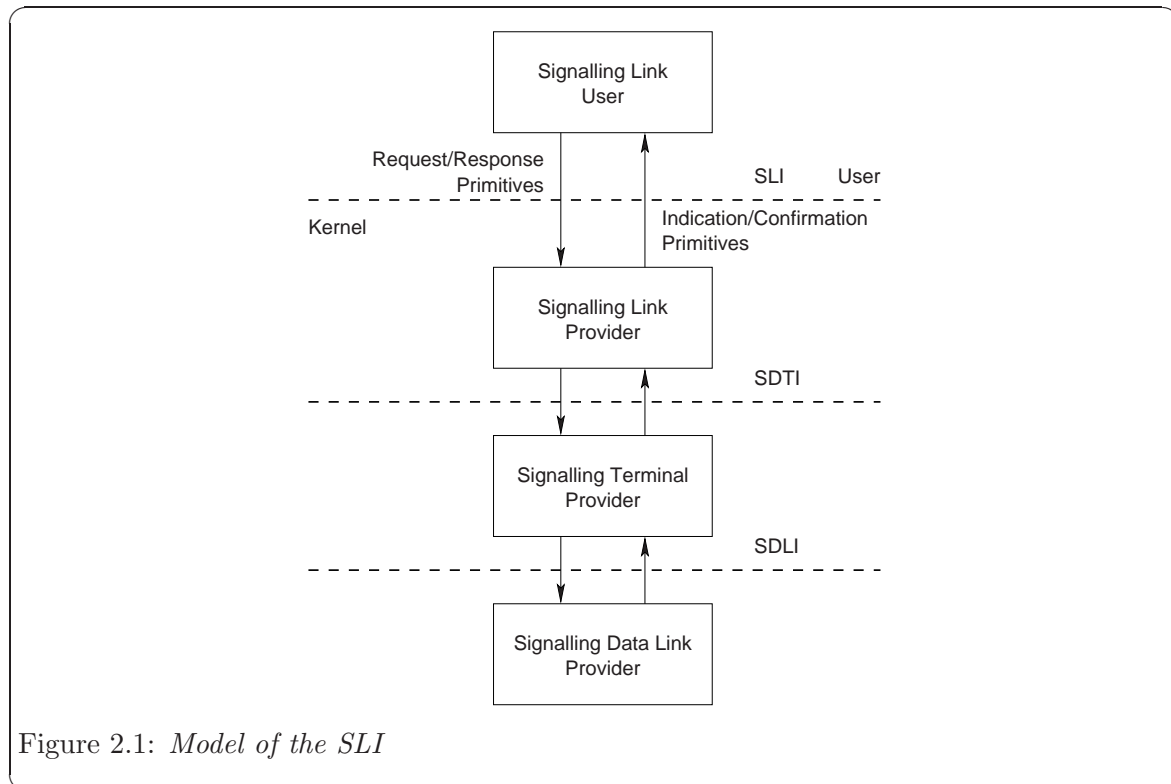 Signalling Link
User
Request/Response
Primitives
SLI User
Kernel
Indication/Confirmation
Primitives
Signalling Link
Provider
SDTI
Signalling Terminal
Provider
SDLI
Signalling Data Link
Provider
Figure 2.1: Model of the SLI